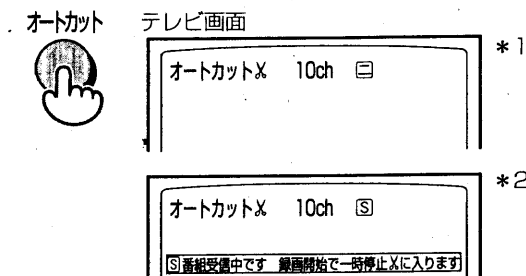 オートカット テレビ画面
*1
オートカット 10ch 二
*2
オートカット 10ch S
S番組受信中です 録画開始で一時停止に入ります